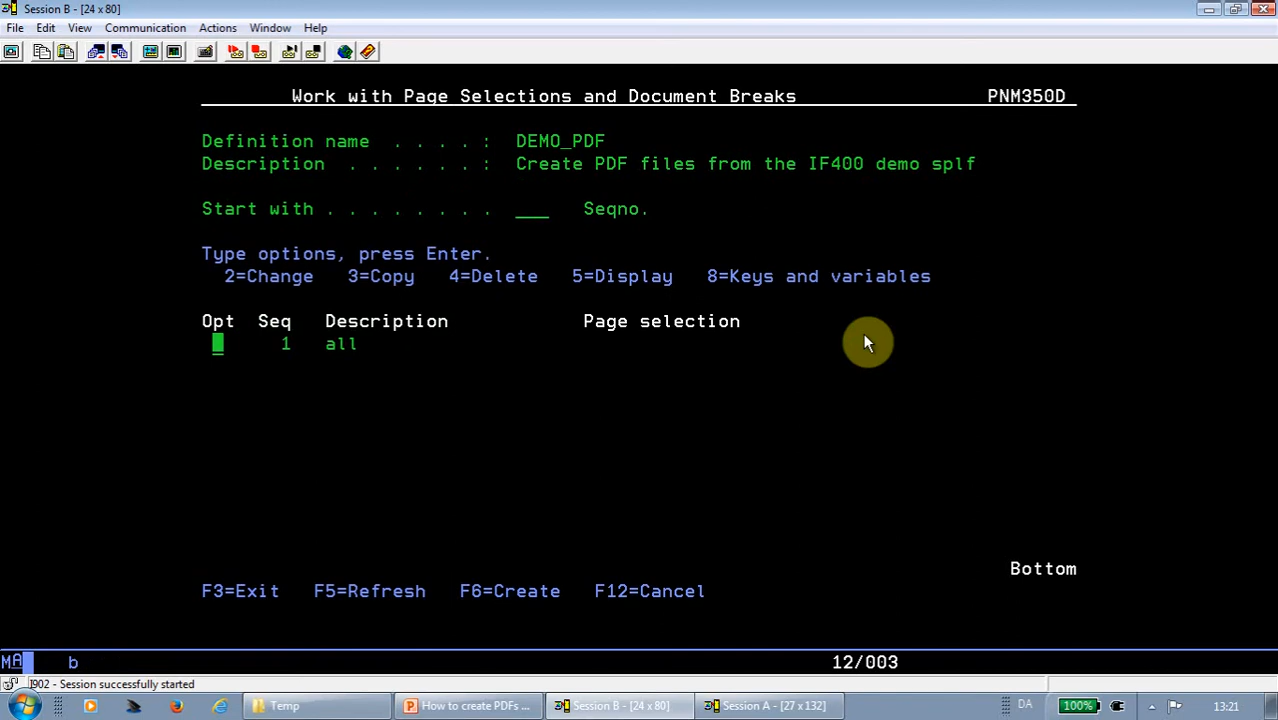 Session B - [24 x 80]
File Edit View Communication Actions Window Help
Work with Page Selections and Document Breaks PNM350D
Definition name . . . . : DEMO_PDF
Description . . . . . . : Create PDF files from the IF400 demo splf
Start with . . . . . . . . ___ Seqno.
Type options, press Enter.
2=Change 3=Copy 4=Delete 5=Display 8=Keys and variables
Opt Seq Description Page selection
1 all
Bottom
F3=Exit F5=Refresh F6=Create F12=Cancel
MA b 12/003
I902 - Session successfully started
Temp How to create PDFs ... Session B - [24 x 80] Session A - [27 x 132] DA 100% 13:21